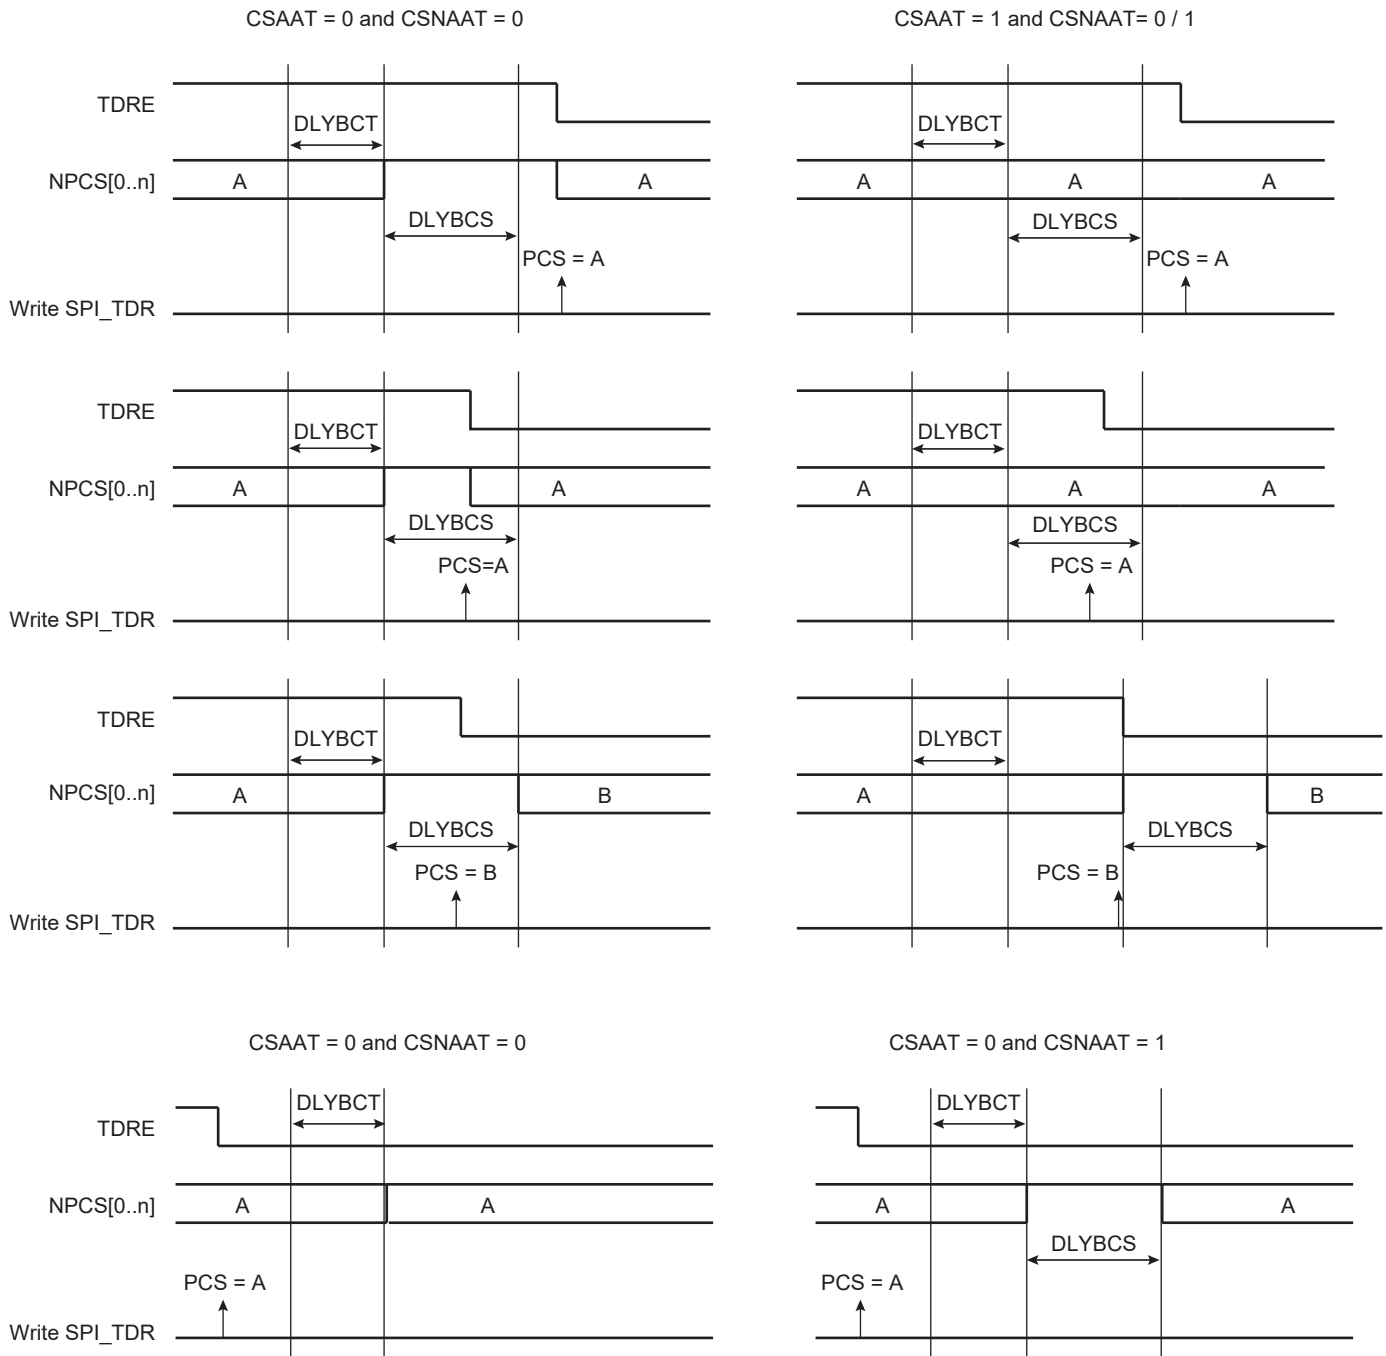 CSAAT = 0 and CSNAAT = 0
CSAAT = 1 and CSNAAT= 0 / 1
TDRE
DLYBCT
DLYBCT
NPCS[0..n]
A
A
A
A
A
DLYBCS
DLYBCS
PCS = A
PCS = A
Write SPI_TDR
TDRE
DLYBCT
DLYBCT
NPCS[0..n]
A
A
A
A
A
DLYBCS
DLYBCS
PCS=A
PCS = A
Write SPI_TDR
TDRE
DLYBCT
DLYBCT
NPCS[0..n]
A
B
A
B
DLYBCS
DLYBCS
PCS = B
PCS = B
Write SPI_TDR
CSAAT = 0 and CSNAAT = 0
CSAAT = 0 and CSNAAT = 1
DLYBCT
DLYBCT
TDRE
NPCS[0..n]
A
A
A
A
DLYBCS
PCS = A
PCS = A
Write SPI_TDR